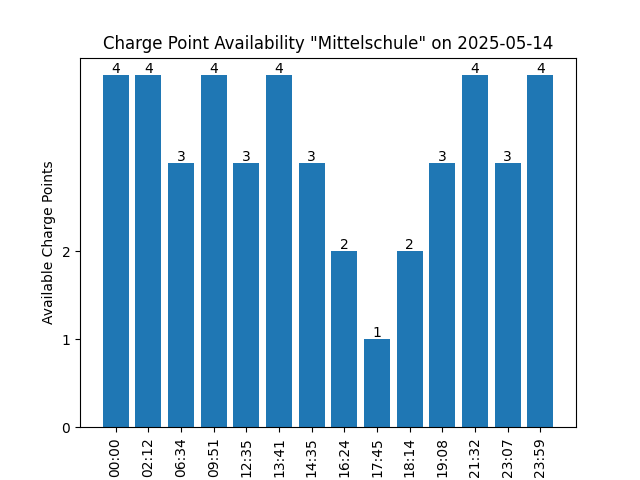 Charge Point Availability "Mittelschule" on 2025-05-14
4 4 3 4 3 4 3 2 1 2 3 4 3 4
Available Charge Points
2
1
0
00:00 02:12 06:34 09:51 12:35 13:41 14:35 16:24 17:45 18:14 19:08 21:32 23:07 23:59